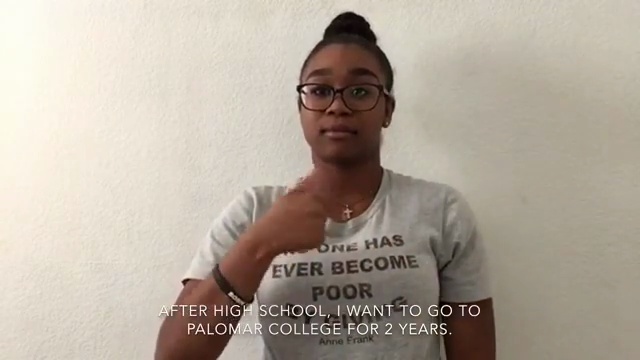 ONE HAS
EVER BECOME
POOR
GIVING
Anne Frank
AFTER HIGH SCHOOL, I WANT TO GO TO
PALOMAR COLLEGE FOR 2 YEARS.